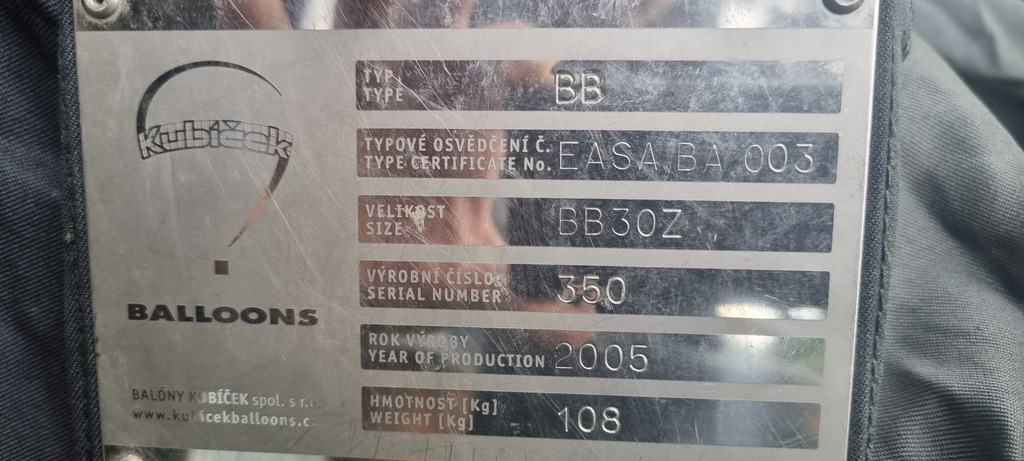 Kubíček
BALLOONS
BALÓNY KUBÍČEK spol. s r.o.
www.kubicekballoons.cz
TYP
TYPE
BB
TYPOVÉ OSVĚDČENÍ Č.
TYPE CERTIFICATE No.
EASA.BA.003
VELIKOST
SIZE
BB30Z
VÝROBNÍ ČÍSLO
SERIAL NUMBER
350
ROK VÝROBY
YEAR OF PRODUCTION
2005
HMOTNOST [Kg]
WEIGHT [Kg]
108